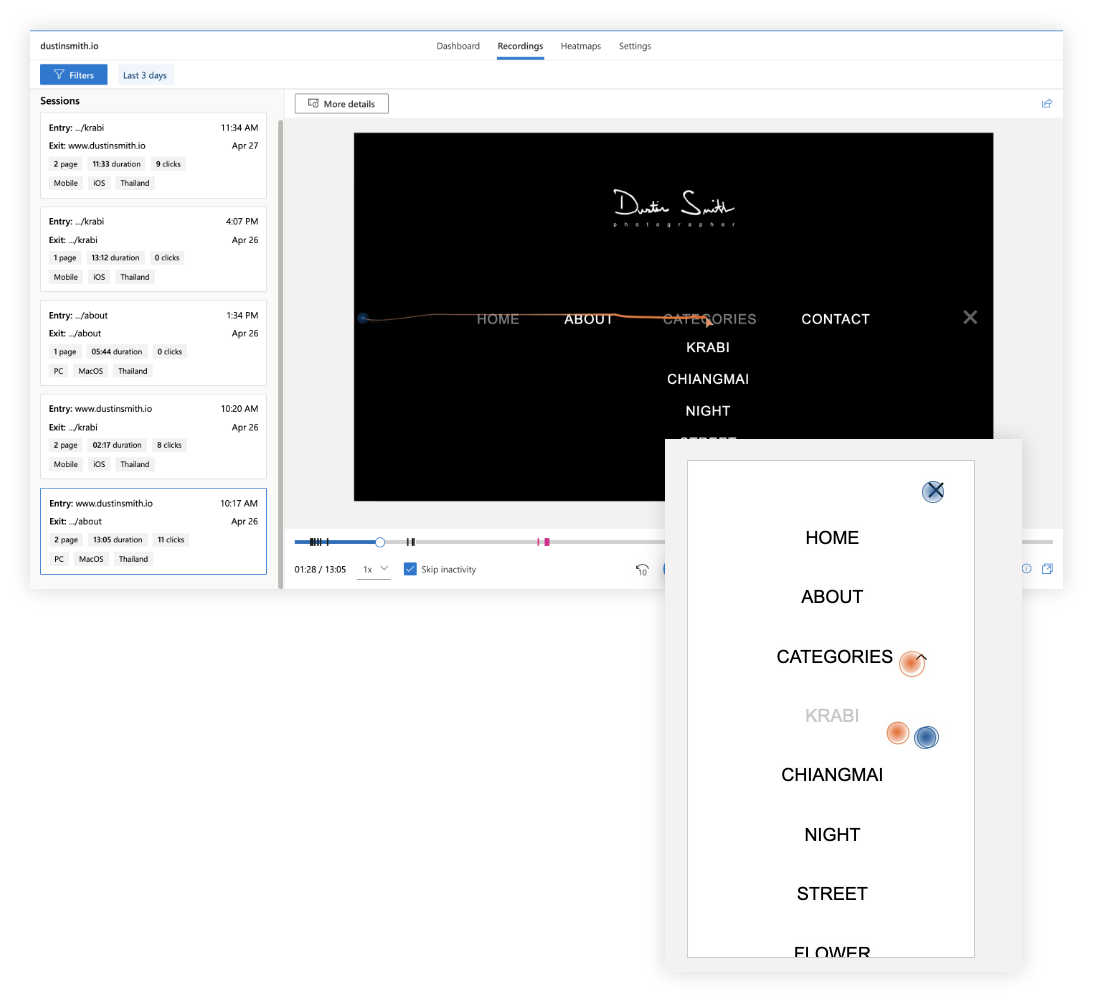 dustinsmith.io
Dashboard Recordings Heatmaps Settings
Filters Last 3 days
Sessions
Entry: .../krabi 11:34 AM
Exit: www.dustinsmith.io Apr 27
2 page 11:33 duration 9 clicks
Mobile iOS Thailand
Entry: .../krabi 4:07 PM
Exit: .../krabi Apr 26
1 page 13:12 duration 0 clicks
Mobile iOS Thailand
Entry: .../about 1:34 PM
Exit: .../about Apr 26
1 page 05:44 duration 0 clicks
PC MacOS Thailand
Entry: www.dustinsmith.io 10:20 AM
Exit: .../krabi Apr 26
2 page 02:17 duration 8 clicks
Mobile iOS Thailand
Entry: www.dustinsmith.io 10:17 AM
Exit: .../about Apr 26
2 page 13:05 duration 11 clicks
PC MacOS Thailand
More details
Dustin Smith
photographer
HOME ABOUT CATEGORIES CONTACT
KRABI
CHIANGMAI
NIGHT
STREET
01:28 / 13:05 1x Skip inactivity 10
HOME
ABOUT
CATEGORIES
KRABI
CHIANGMAI
NIGHT
STREET
FLOWER